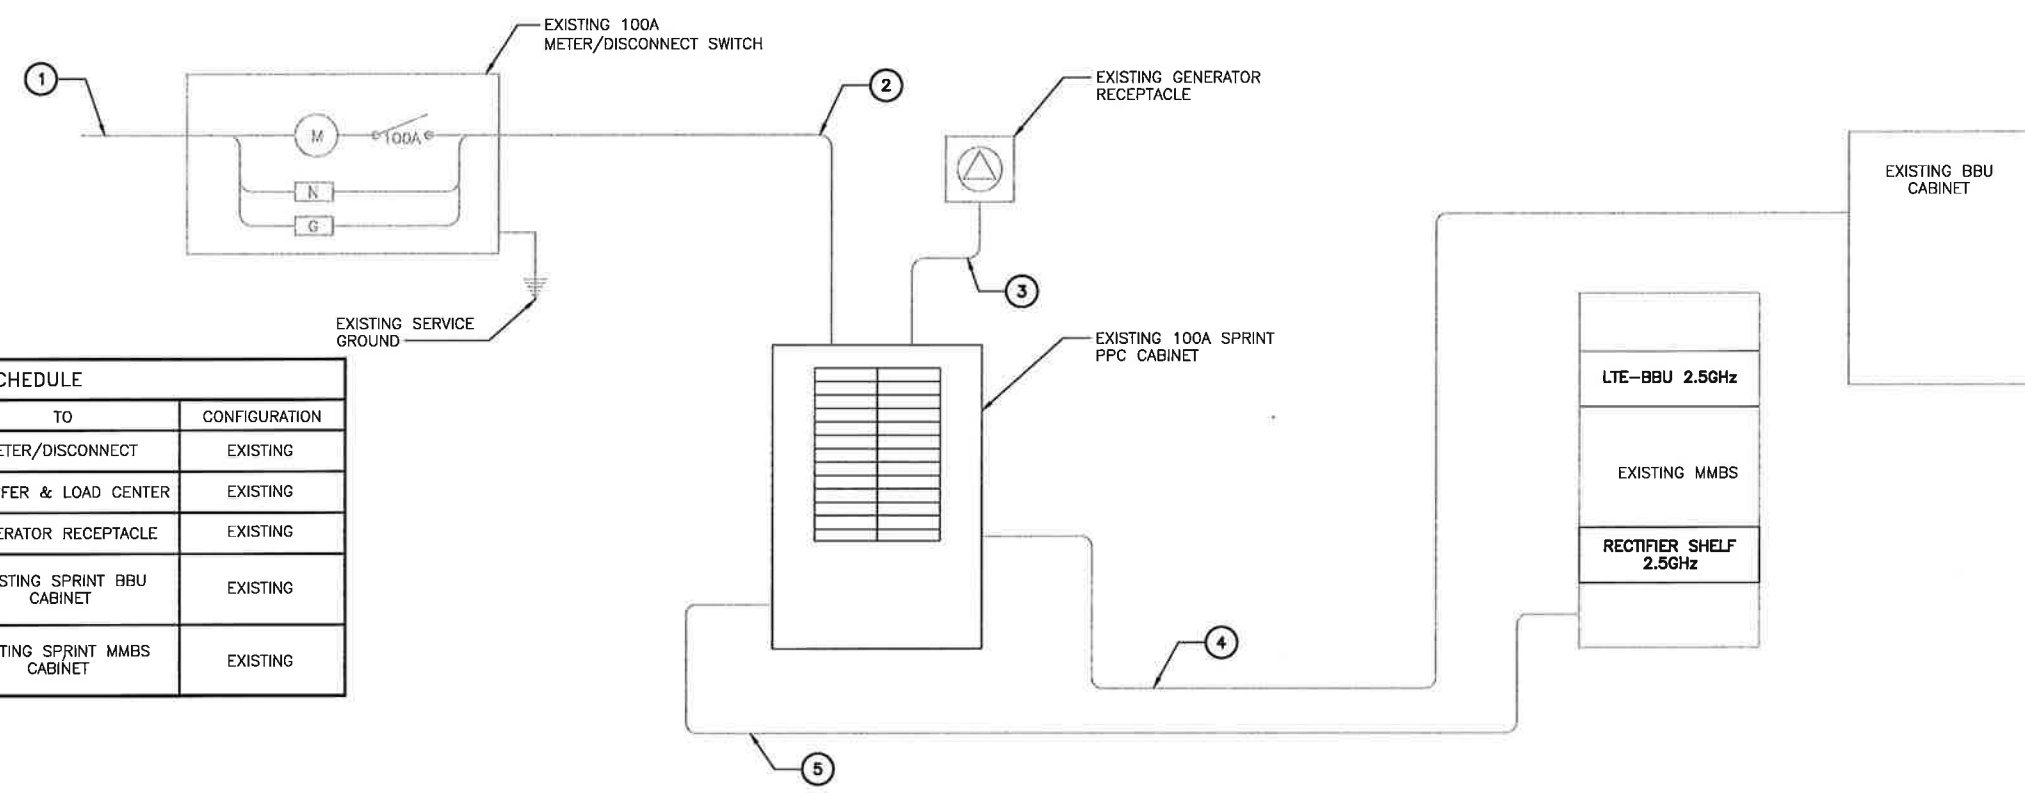 EXISTING 100A
METER/DISCONNECT SWITCH
1
2
EXISTING GENERATOR
RECEPTACLE
M
100A
N
G
EXISTING BBU
CABINET
3
EXISTING SERVICE
GROUND
EXISTING 100A SPRINT
PPC CABINET
CHEDULE
TO
CONFIGURATION
ETER/DISCONNECT
EXISTING
FER & LOAD CENTER
EXISTING
ERATOR RECEPTACLE
EXISTING
STING SPRINT BBU
CABINET
EXISTING
TING SPRINT MMBS
CABINET
EXISTING
LTE-BBU 2.5GHz
EXISTING MMBS
RECTIFIER SHELF
2.5GHz
4
5